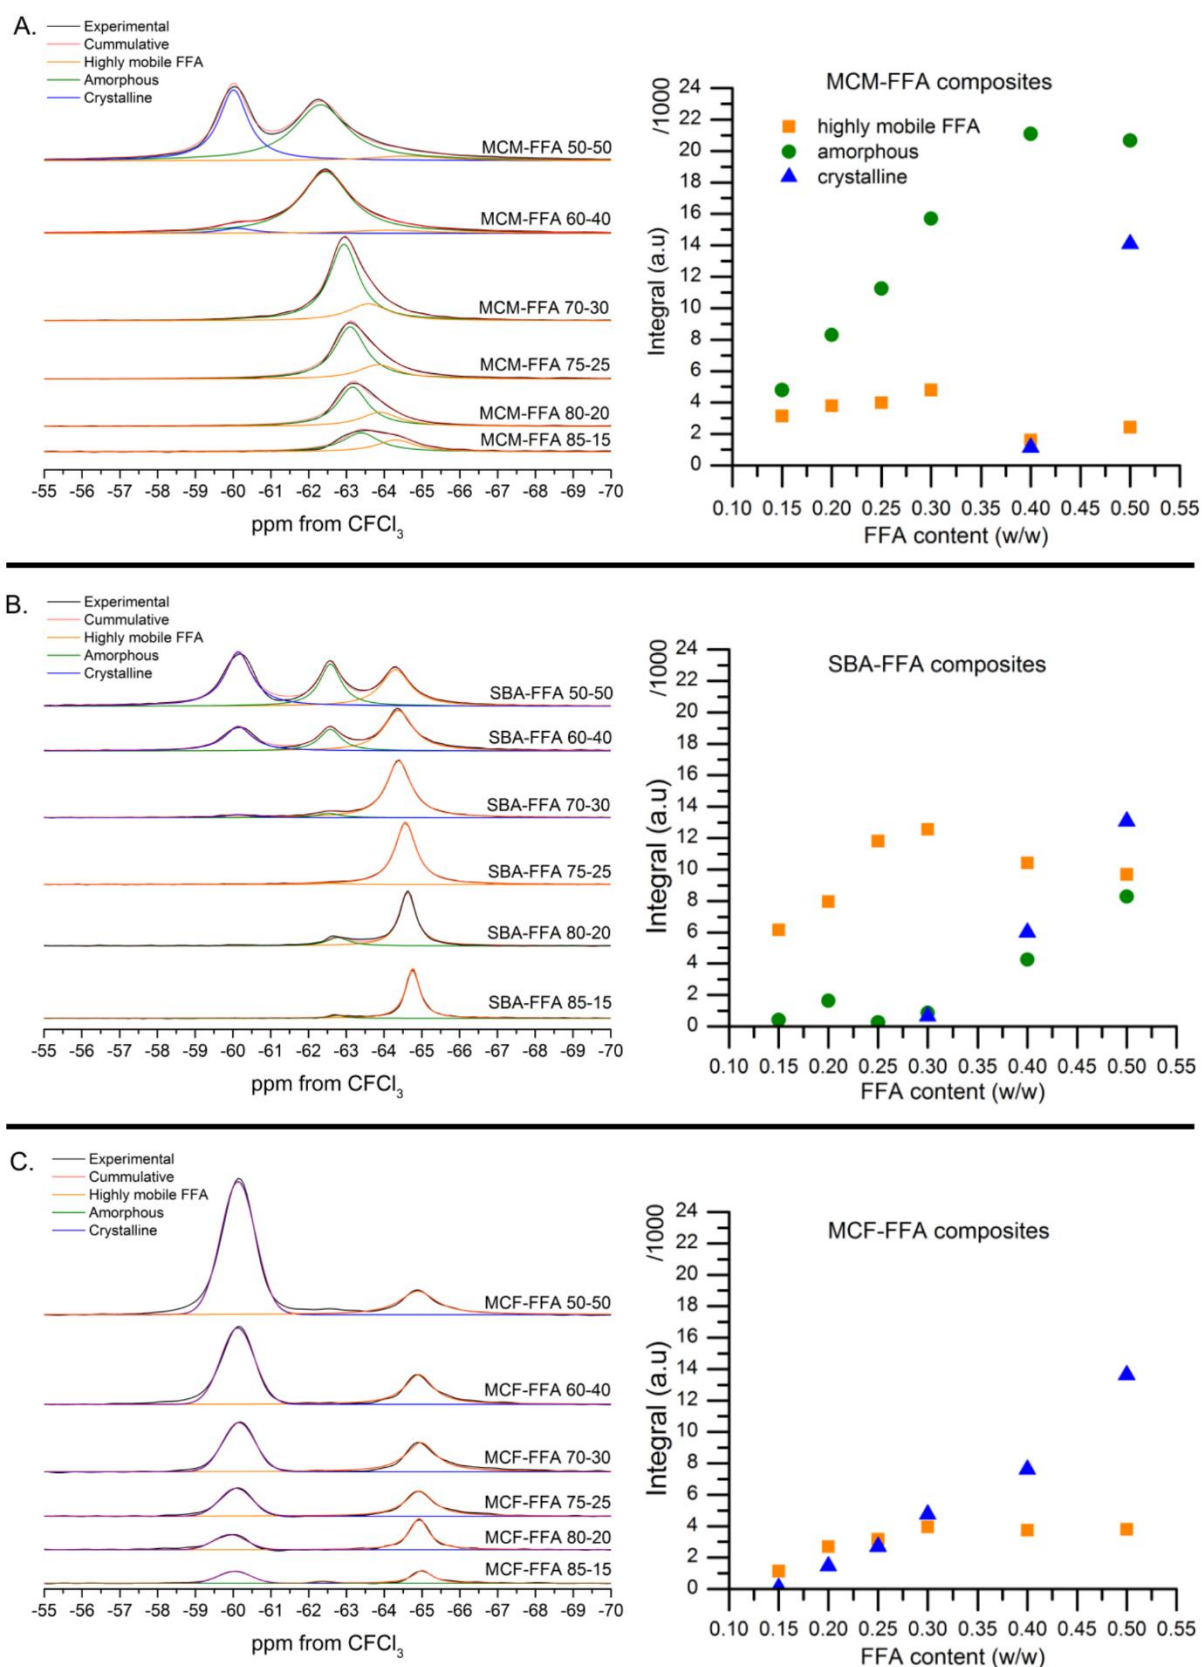 A.
Experimental
Cummulative
Highly mobile FFA
Amorphous
Crystalline
MCM-FFA 50-50
MCM-FFA 60-40
MCM-FFA 70-30
MCM-FFA 75-25
MCM-FFA 80-20
MCM-FFA 85-15
-55 -56 -57 -58 -59 -60 -61 -62 -63 -64 -65 -66 -67 -68 -69 -70
ppm from CFCl₃
MCM-FFA composites
highly mobile FFA
amorphous
crystalline
/1000
Integral (a.u)
24
22
20
18
16
14
12
10
8
6
4
2
0
0.10 0.15 0.20 0.25 0.30 0.35 0.40 0.45 0.50 0.55
FFA content (w/w)
B.
Experimental
Cummulative
Highly mobile FFA
Amorphous
Crystalline
SBA-FFA 50-50
SBA-FFA 60-40
SBA-FFA 70-30
SBA-FFA 75-25
SBA-FFA 80-20
SBA-FFA 85-15
-55 -56 -57 -58 -59 -60 -61 -62 -63 -64 -65 -66 -67 -68 -69 -70
ppm from CFCl₃
SBA-FFA composites
/1000
Integral (a.u)
24
22
20
18
16
14
12
10
8
6
4
2
0
0.10 0.15 0.20 0.25 0.30 0.35 0.40 0.45 0.50 0.55
FFA content (w/w)
C.
Experimental
Cummulative
Highly mobile FFA
Amorphous
Crystalline
MCF-FFA 50-50
MCF-FFA 60-40
MCF-FFA 70-30
MCF-FFA 75-25
MCF-FFA 80-20
MCF-FFA 85-15
-55 -56 -57 -58 -59 -60 -61 -62 -63 -64 -65 -66 -67 -68 -69 -70
ppm from CFCl₃
MCF-FFA composites
/1000
Integral (a.u)
24
22
20
18
16
14
12
10
8
6
4
2
0
0.10 0.15 0.20 0.25 0.30 0.35 0.40 0.45 0.50 0.55
FFA content (w/w)